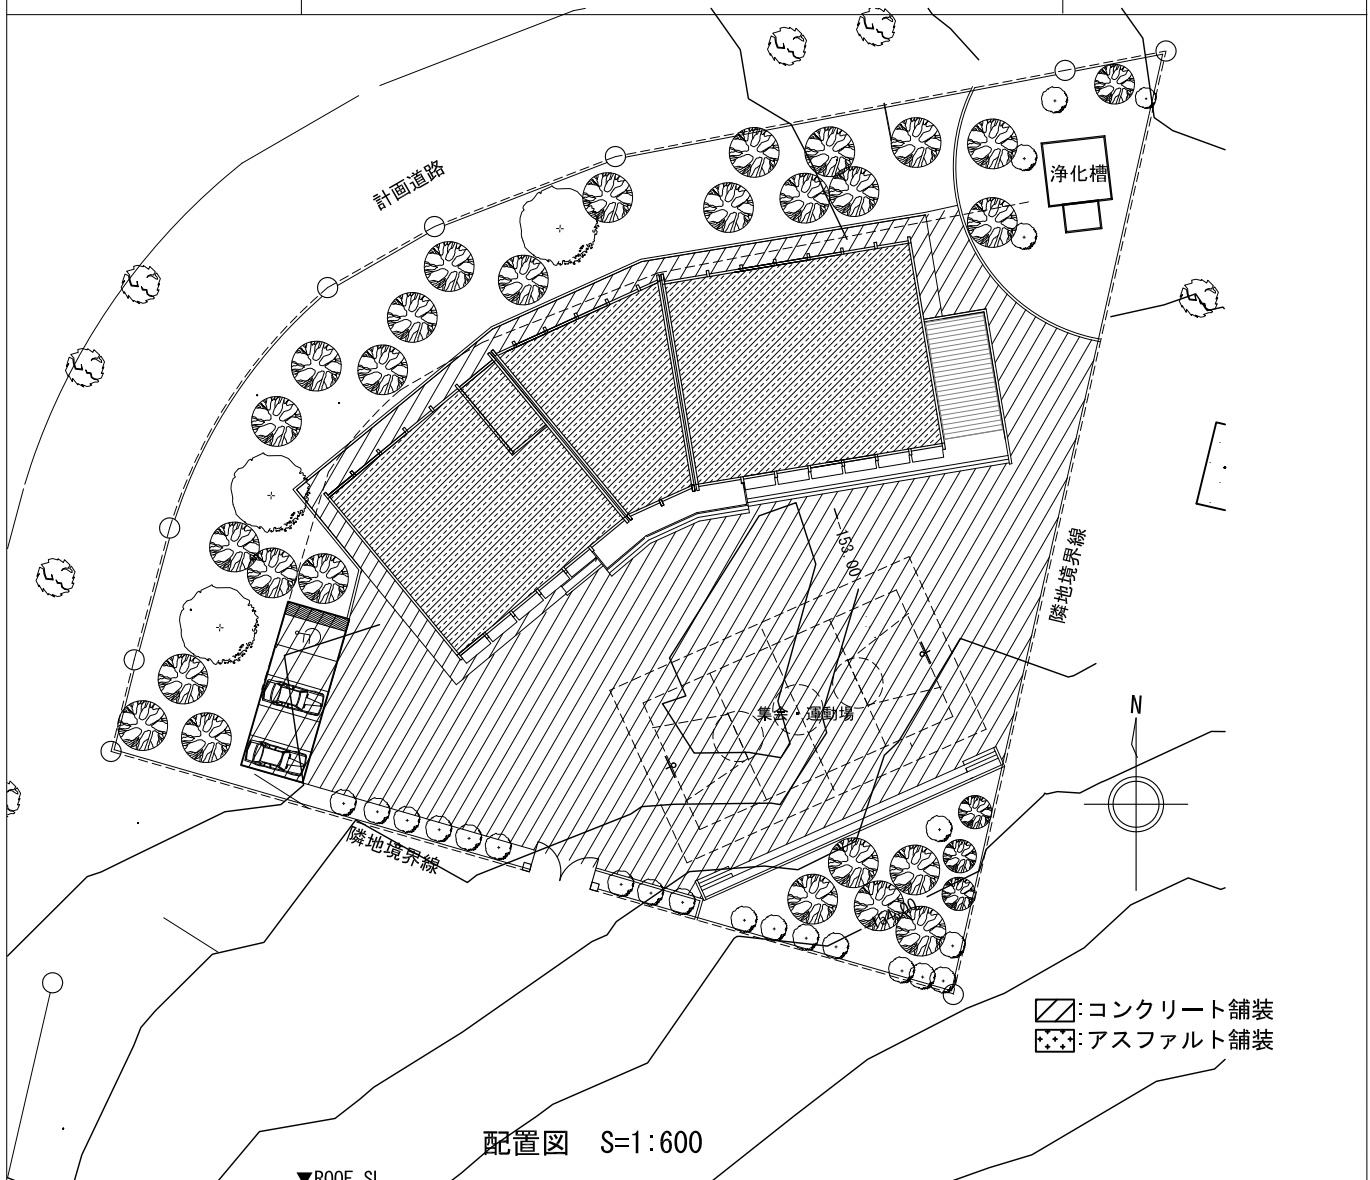 計画道路
浄化槽
153.00
隣地境界線
集会・運動場
N
隣地境界線
:コンクリート舗装
:アスファルト舗装
配置図 S=1:600
▼ROOF SL